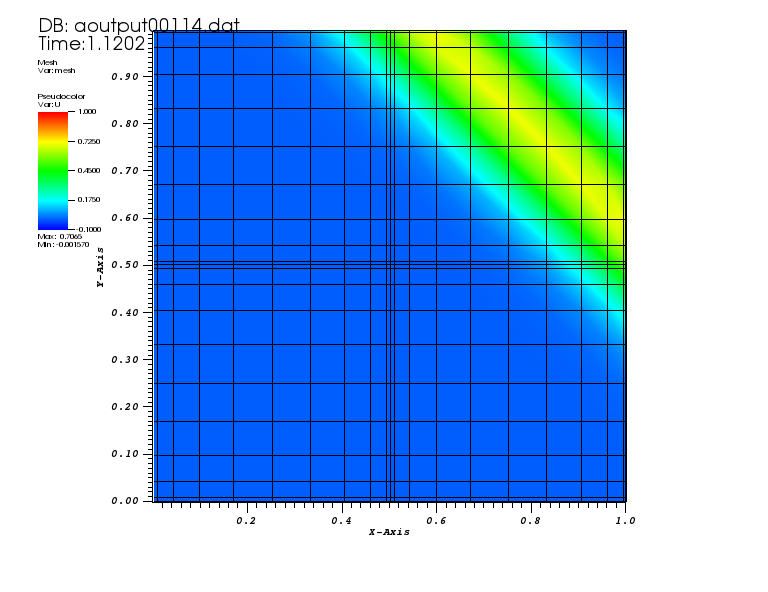 DB: aoutput00114.dat
Time:1.1202
Mesh
Var: mesh
Pseudocolor
Var: U
1.000
0.7250
0.4500
0.1750
-0.1000
Max: 0.7065
Min: -0.001570
Y-Axis
0.90
0.80
0.70
0.60
0.50
0.40
0.30
0.20
0.10
0.00
0.2 0.4 0.6 0.8 1.0
X-Axis